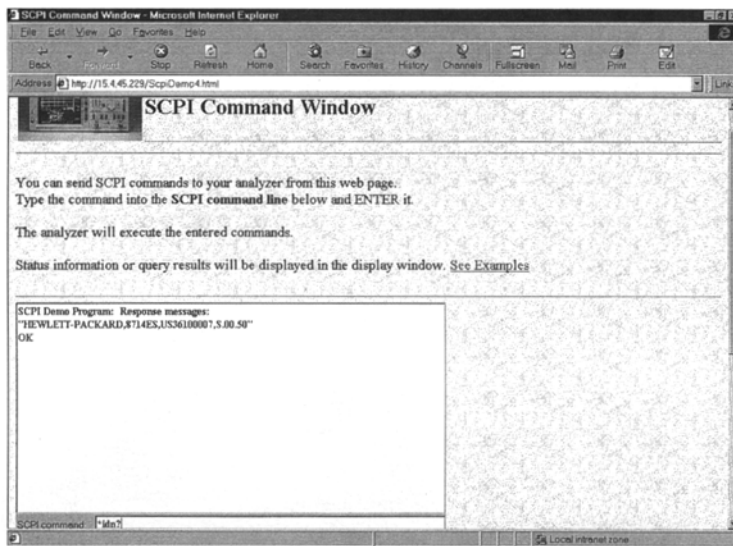 SCPI Command Window - Microsoft Internet Explorer
File Edit View Go Favorites Help
Back Forward Stop Refresh Home Search Favorites History Channels Fullscreen Mail Print Edit
Address http://15.4.45.229/ScpiDemo4.html Link
SCPI Command Window
You can send SCPI commands to your analyzer from this web page.
Type the command into the SCPI command line below and ENTER it.
The analyzer will execute the entered commands.
Status information or query results will be displayed in the display window. See Examples
SCPI Demo Program: Response messages:
"HEWLETT-PACKARD,8714ES,US36100007,S.00.50"
OK
SCPI command: *idn?
Local intranet zone